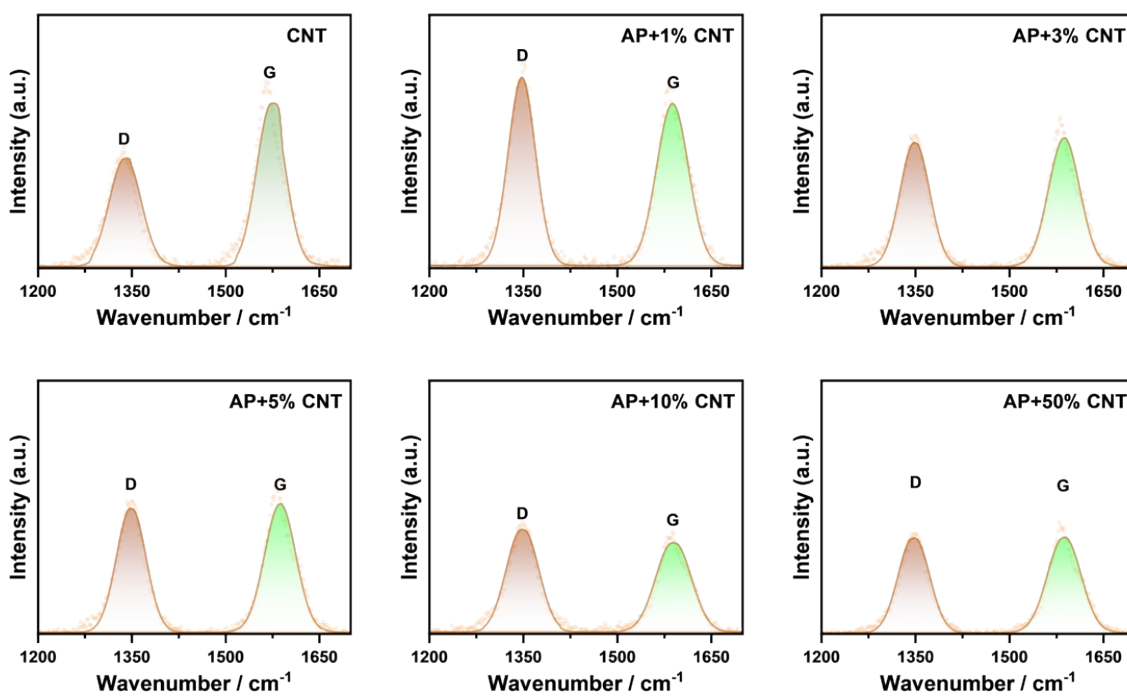 CNT
D
G
Intensity (a.u.)
1200 1350 1500 1650
Wavenumber / cm⁻¹
AP+1% CNT
D
G
Intensity (a.u.)
1200 1350 1500 1650
Wavenumber / cm⁻¹
AP+3% CNT
Intensity (a.u.)
1200 1350 1500 1650
Wavenumber / cm⁻¹
AP+5% CNT
D
G
Intensity (a.u.)
1200 1350 1500 1650
Wavenumber / cm⁻¹
AP+10% CNT
D
G
Intensity (a.u.)
1200 1350 1500 1650
Wavenumber / cm⁻¹
AP+50% CNT
D
G
Intensity (a.u.)
1200 1350 1500 1650
Wavenumber / cm⁻¹